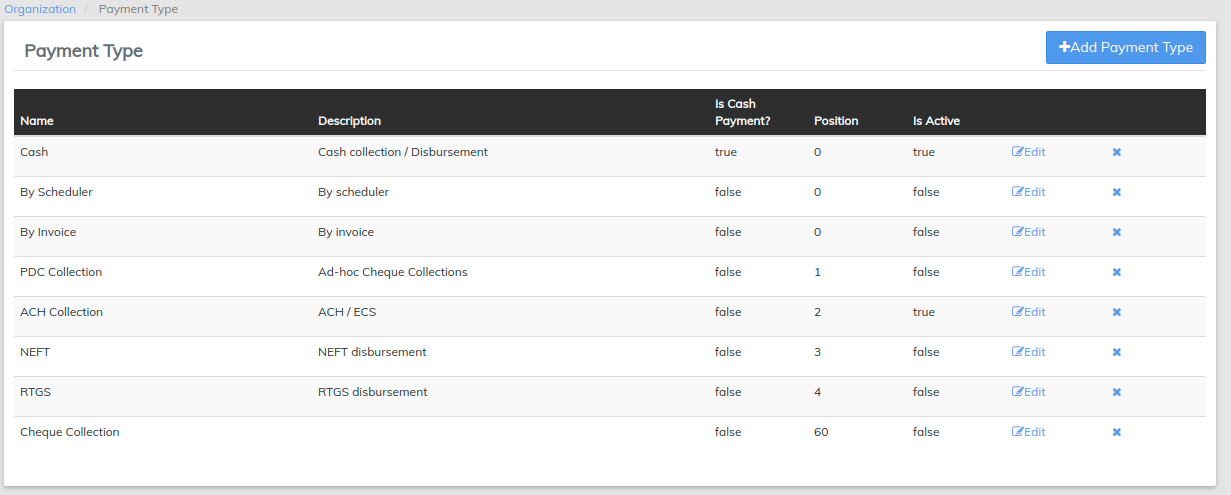 Organization / Payment Type
Payment Type
Add Payment Type
Name Description Is Cash Payment? Position Is Active
Cash Cash collection / Disbursement true 0 true Edit
By Scheduler By scheduler false 0 false Edit
By Invoice By invoice false 0 false Edit
PDC Collection Ad-hoc Cheque Collections false 1 false Edit
ACH Collection ACH / ECS false 2 true Edit
NEFT NEFT disbursement false 3 false Edit
RTGS RTGS disbursement false 4 false Edit
Cheque Collection false 60 false Edit